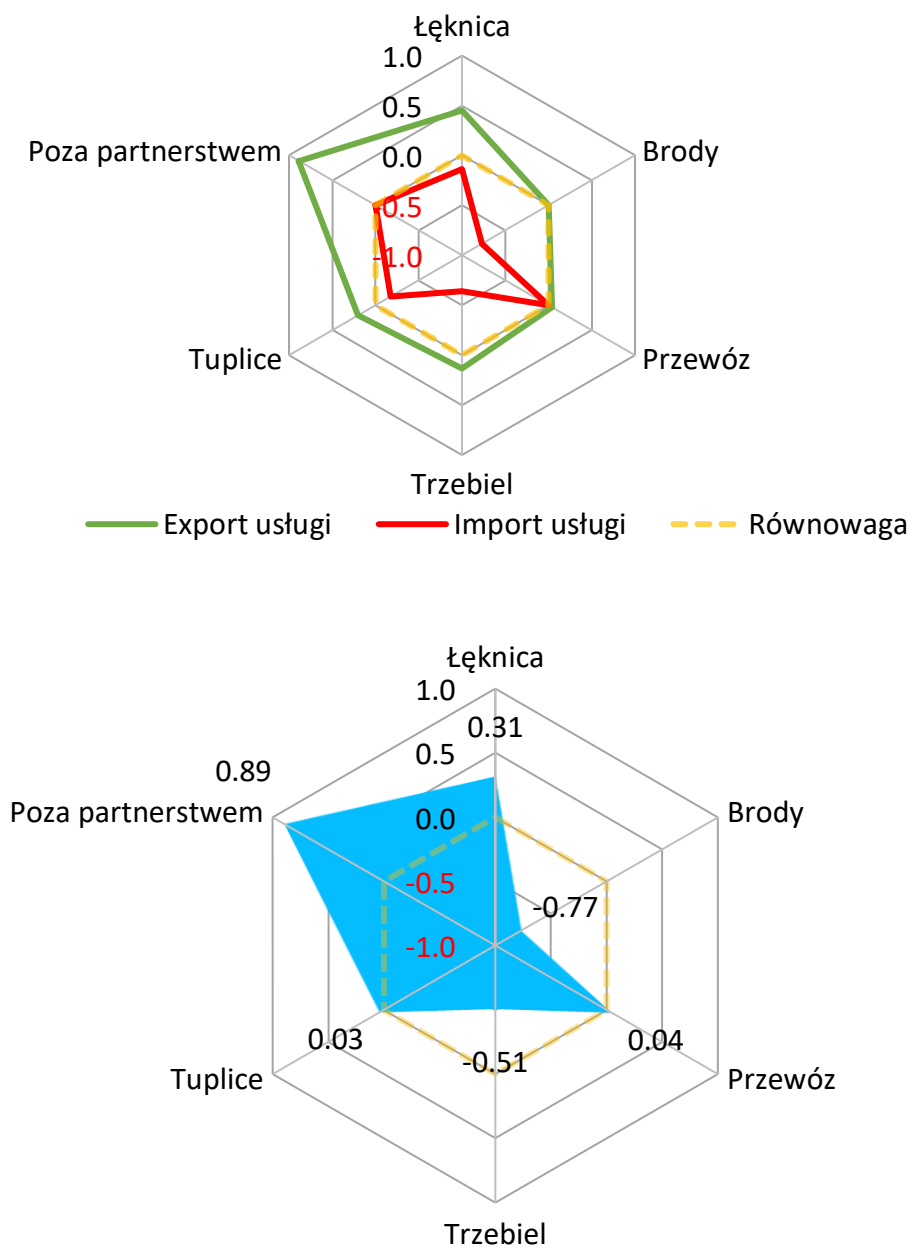 Łęknica
1.0
0.5
Poza partnerstwem
0.0
Brody
-0.5
-1.0
Tuplice
Przewóz
Trzebiel
Export usługi Import usługi Równowaga
Łęknica
1.0
0.31
0.5
0.89
Poza partnerstwem
0.0
Brody
-0.5
-0.77
-1.0
0.03
0.04
-0.51
Tuplice
Przewóz
Trzebiel